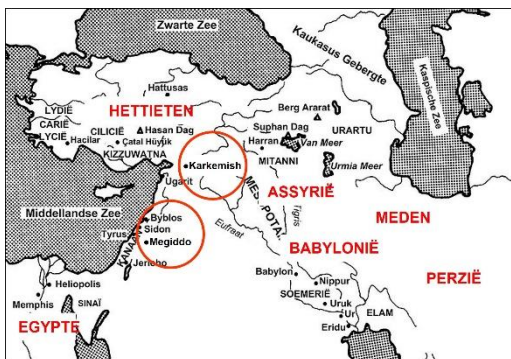 Zwarte Zee
Kaukasus Gebergte
Kaspische Zee
Hattusas
HETTIETEN
Berg Ararat
LYDIË
CARIË
LYCIË
Hacilar
CILICIË
Hasan Dag
Çatal Hüyük
KIZZUWATNA
Suphan Dag
URARTU
Van Meer
Harran
MITANNI
Urmia Meer
Karkemish
Ugarit
ASSYRIË
MESOPOTAMIË
Tigris
MEDEN
Middellandse Zee
Byblos
Sidon
Tyrus
Megiddo
KANAÄN
Jericho
Eufraat
BABYLONIË
Babylon
Nippur
SOEMERIË
Uruk
Ur
Eridu
ELAM
PERZIË
Heliopolis
Memphis
SINAÏ
EGYPTE